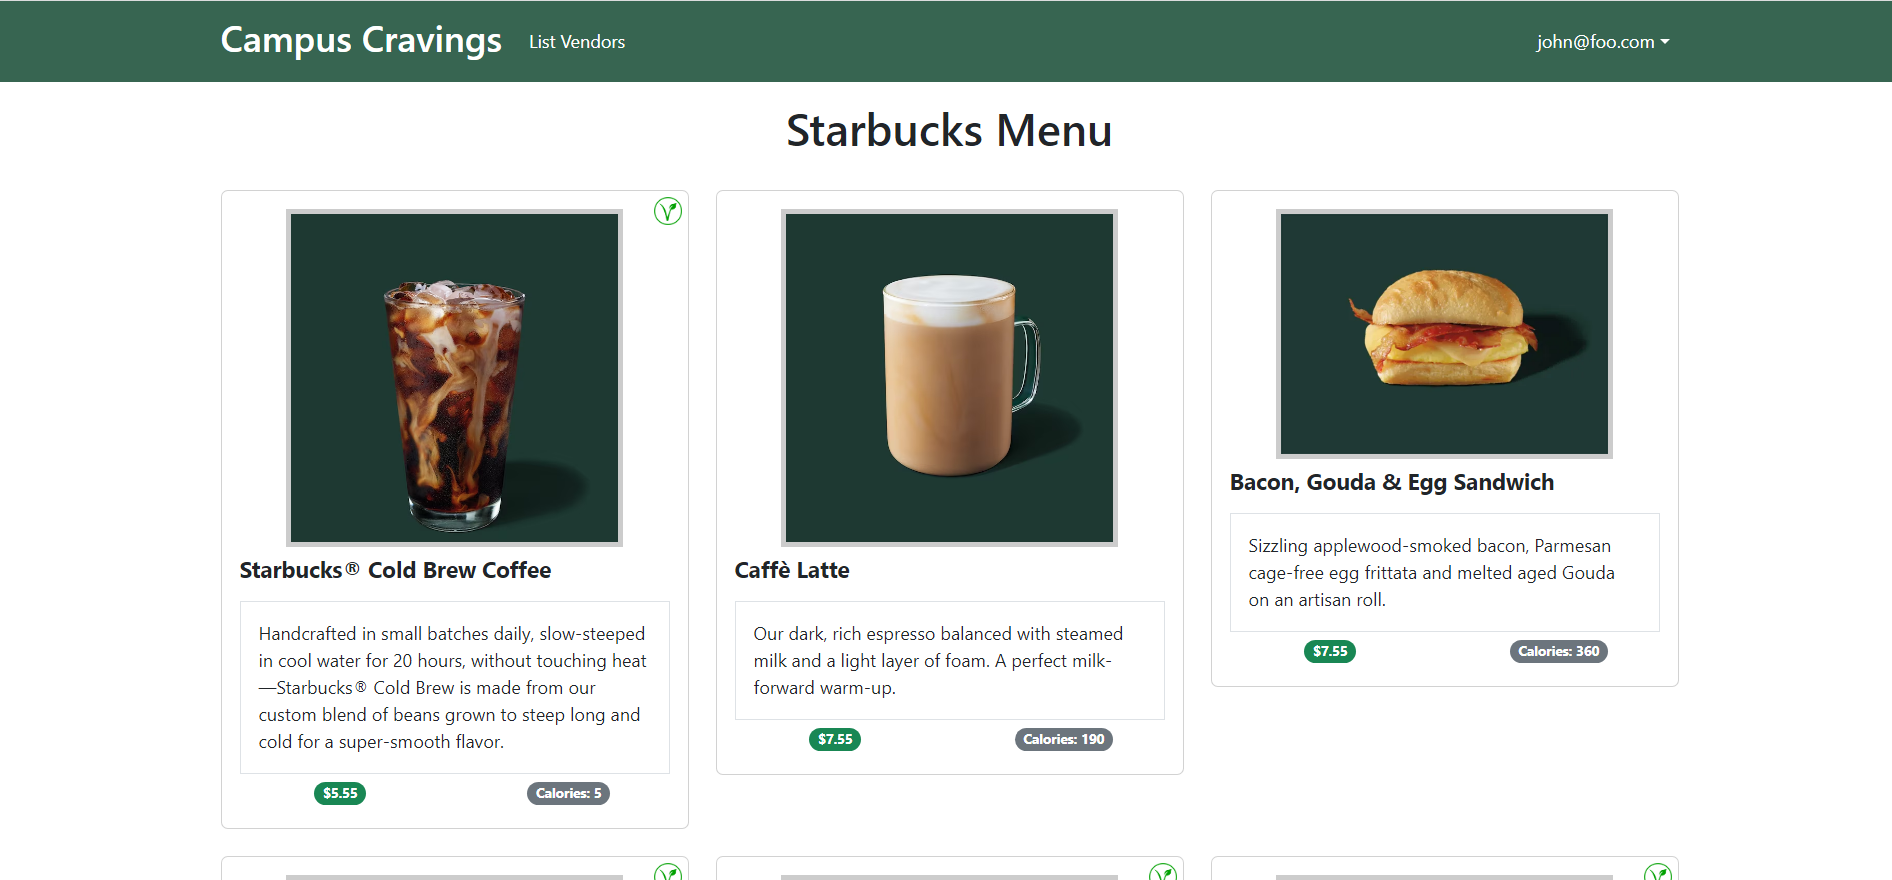 Campus Cravings List Vendors john@foo.com
Starbucks Menu
Starbucks® Cold Brew Coffee
Handcrafted in small batches daily, slow-steeped
in cool water for 20 hours, without touching heat
—Starbucks® Cold Brew is made from our
custom blend of beans grown to steep long and
cold for a super-smooth flavor.
$5.55 Calories: 5
Caffè Latte
Our dark, rich espresso balanced with steamed
milk and a light layer of foam. A perfect milk-
forward warm-up.
$7.55 Calories: 190
Bacon, Gouda & Egg Sandwich
Sizzling applewood-smoked bacon, Parmesan
cage-free egg frittata and melted aged Gouda
on an artisan roll.
$7.55 Calories: 360